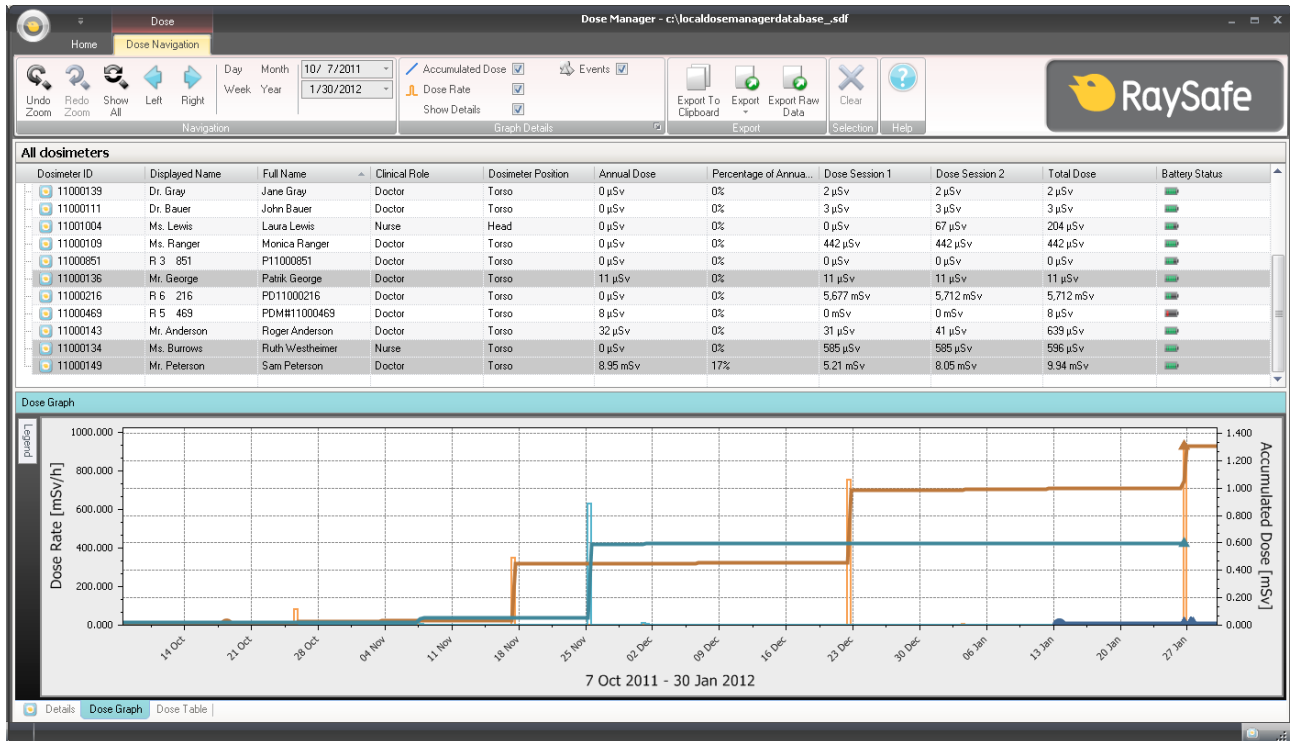 Dose
Dose Manager - c:\localdosemanagerdatabase_.sdf
Home Dose Navigation
Undo Zoom Redo Zoom Show All Left Right
Day Month 10/ 7/2011
Week Year 1/30/2012
Navigation
Accumulated Dose Events
Dose Rate
Show Details
Graph Details
Export To Clipboard Export Export Raw Data
Export
Clear
Selection
Help
RaySafe
All dosimeters
Dosimeter ID Displayed Name Full Name Clinical Role Dosimeter Position Annual Dose Percentage of Annua... Dose Session 1 Dose Session 2 Total Dose Battery Status
11000139 Dr. Gray Jane Gray Doctor Torso 0 µSv 0% 2 µSv 2 µSv 2 µSv
11000111 Dr. Bauer John Bauer Doctor Torso 0 µSv 0% 3 µSv 3 µSv 3 µSv
11001004 Ms. Lewis Laura Lewis Nurse Head 0 µSv 0% 0 µSv 67 µSv 204 µSv
11000109 Ms. Ranger Monica Ranger Doctor Torso 0 µSv 0% 442 µSv 442 µSv 442 µSv
11000851 R 3 851 P11000851 Doctor Torso 0 µSv 0% 0 µSv 0 µSv 0 µSv
11000136 Mr. George Patrik George Doctor Torso 11 µSv 0% 11 µSv 11 µSv 11 µSv
11000216 R 6 216 PD11000216 Doctor Torso 0 µSv 0% 5,677 mSv 5,712 mSv 5,712 mSv
11000469 R 5 469 PDM#11000469 Doctor Torso 8 µSv 0% 0 mSv 0 mSv 8 µSv
11000143 Mr. Anderson Roger Anderson Doctor Torso 32 µSv 0% 31 µSv 41 µSv 639 µSv
11000134 Ms. Burrows Ruth Westheimer Nurse Torso 0 µSv 0% 585 µSv 585 µSv 596 µSv
11000149 Mr. Peterson Sam Peterson Doctor Torso 8.95 mSv 17% 5.21 mSv 8.05 mSv 9.94 mSv
Dose Graph
Legend
Dose Rate [mSv/h]
1000.000
800.000
600.000
400.000
200.000
0.000
1.400
1.200
1.000
0.800
0.600
0.400
0.200
0.000
Accumulated Dose [mSv]
14 Oct 21 Oct 28 Oct 04 Nov 11 Nov 18 Nov 25 Nov 02 Dec 09 Dec 16 Dec 23 Dec 30 Dec 06 Jan 13 Jan 20 Jan 27 Jan
7 Oct 2011 - 30 Jan 2012
Details Dose Graph Dose Table